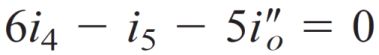 6i₄ − i₅ − 5i″ₒ = 0